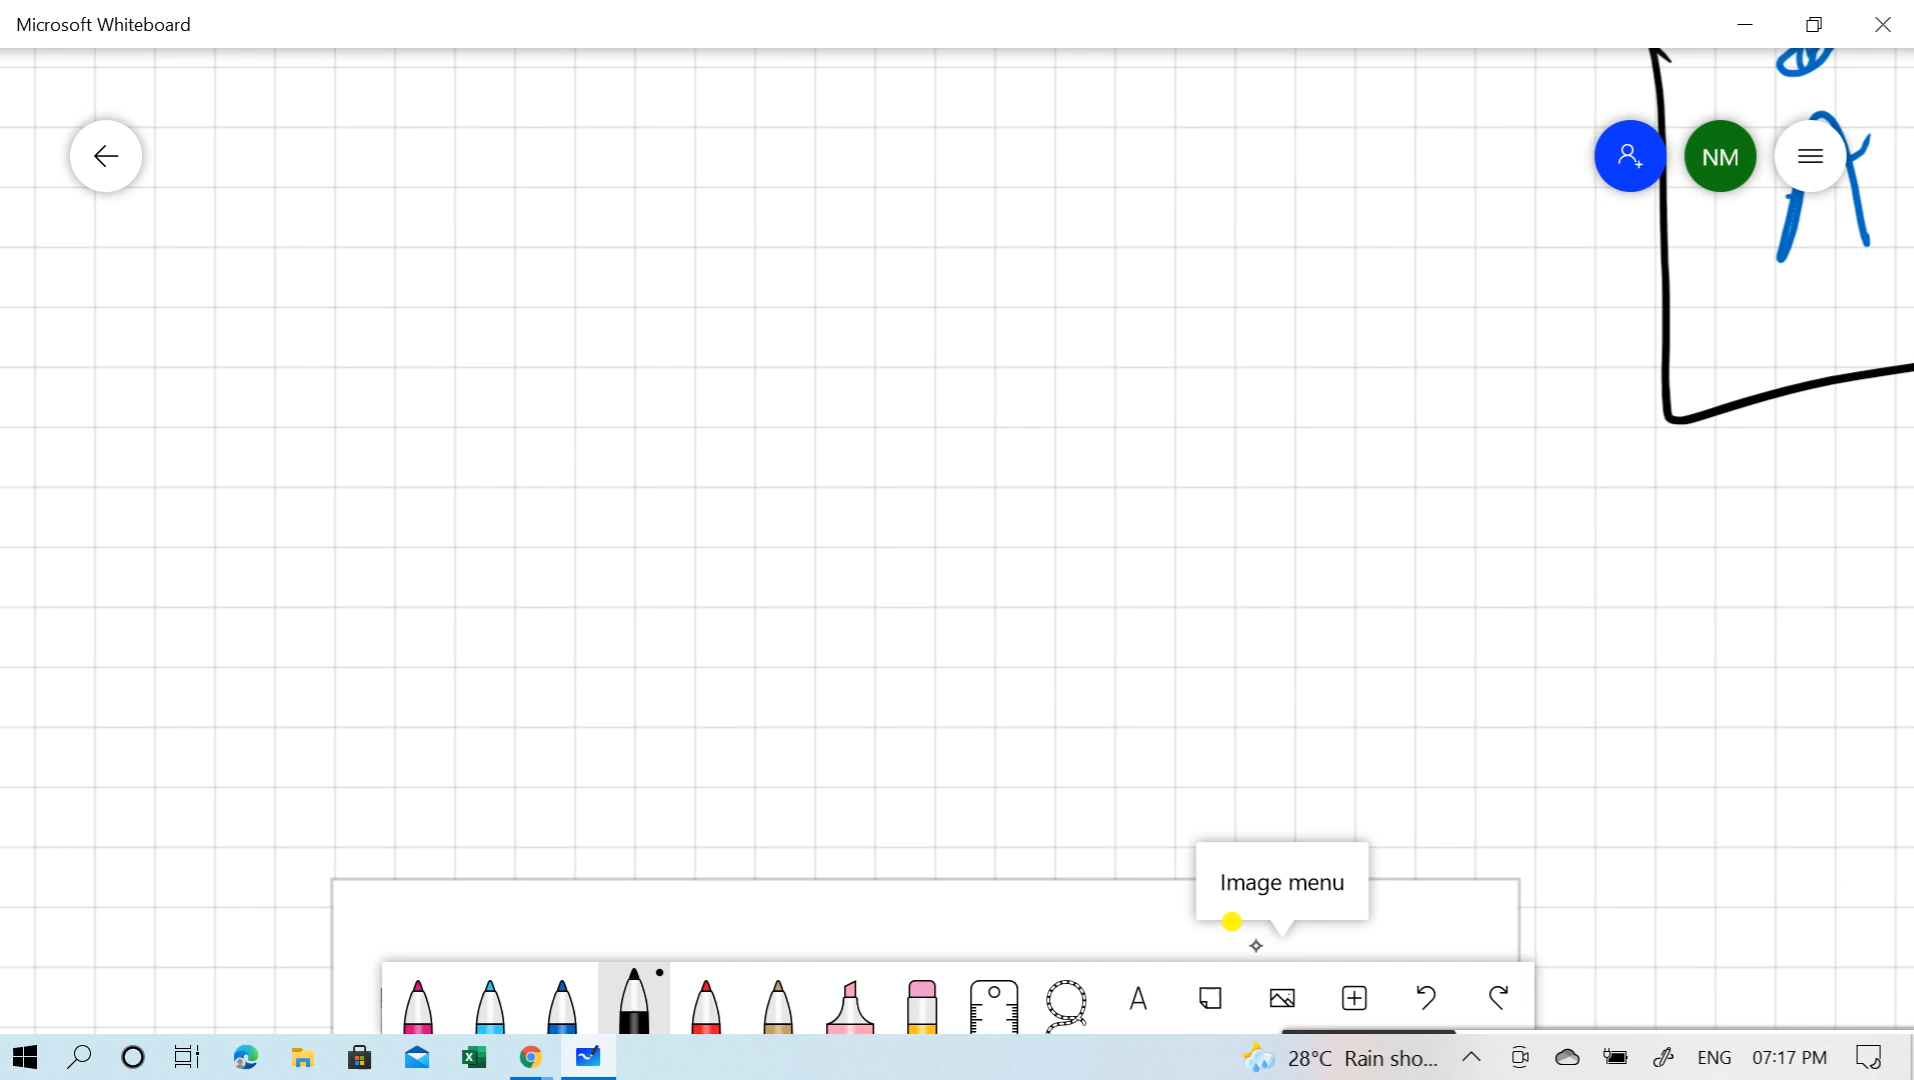 Microsoft Whiteboard
NM
Image menu
A
28°C Rain sho...
ENG
07:17 PM